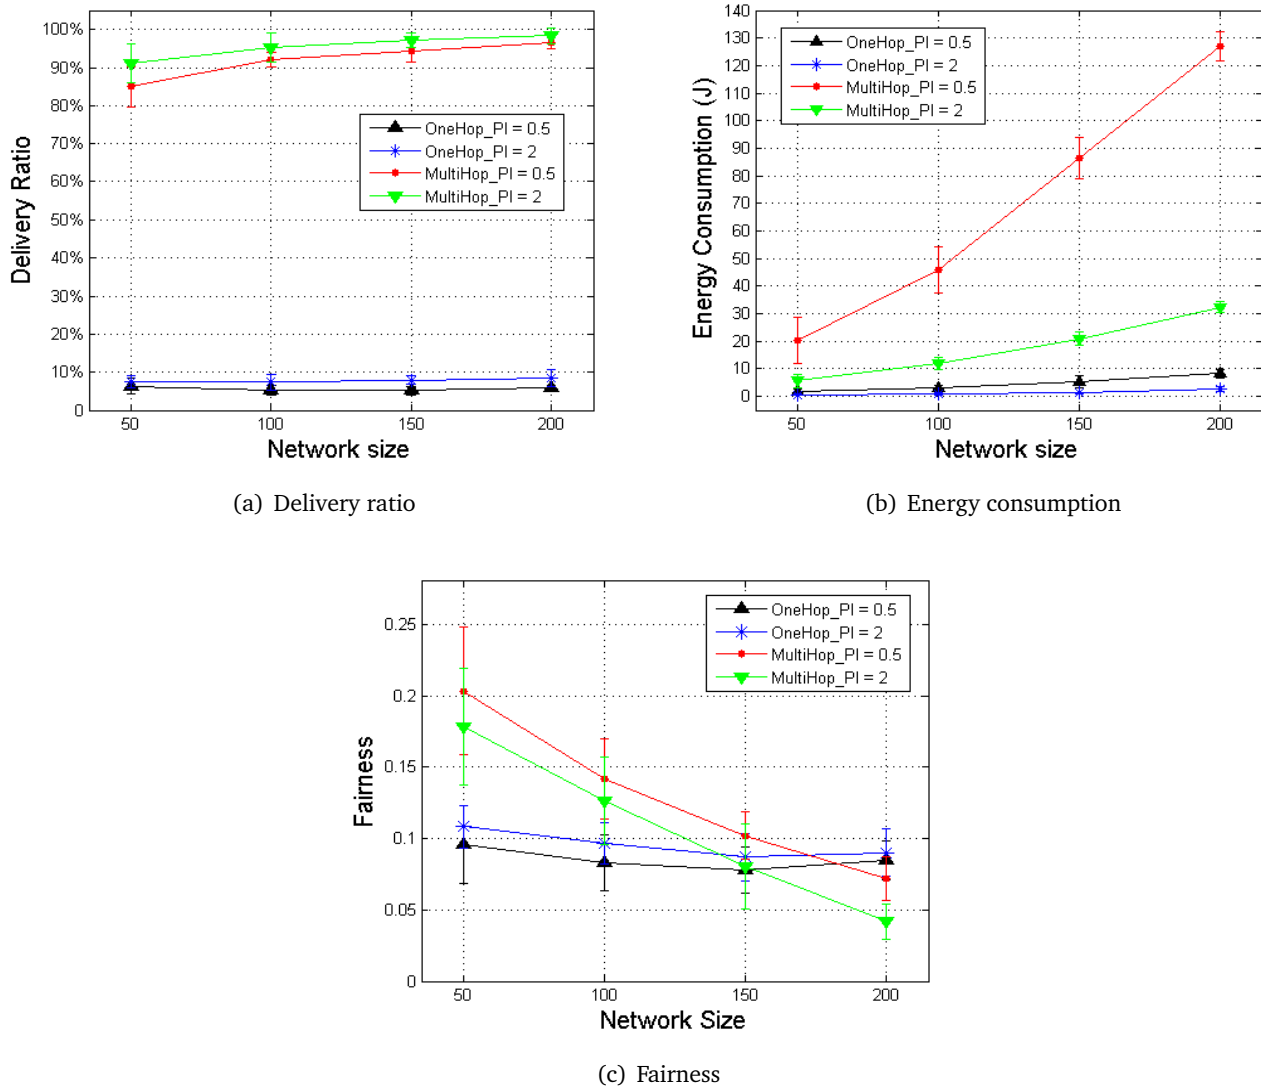 100%
90%
80%
70%
60%
50%
40%
30%
20%
10%
0
Delivery Ratio
OneHop_PI = 0.5
OneHop_PI = 2
MultiHop_PI = 0.5
MultiHop_PI = 2
50 100 150 200
Network size
(a) Delivery ratio
140
130
120
110
100
90
80
70
60
50
40
30
20
10
0
Energy Consumption (J)
OneHop_PI = 0.5
OneHop_PI = 2
MultiHop_PI = 0.5
MultiHop_PI = 2
50 100 150 200
Network size
(b) Energy consumption
0.25
0.2
0.15
0.1
0.05
0
Fairness
OneHop_PI = 0.5
OneHop_PI = 2
MultiHop_PI = 0.5
MultiHop_PI = 2
50 100 150 200
Network Size
(c) Fairness